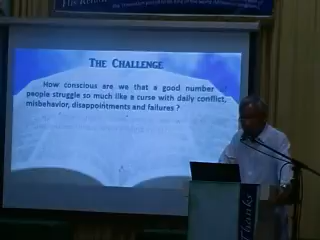 THE CHALLENGE
How conscious are we that a good number of
people struggle so much like a curse with daily conflict,
misbehavior, disappointments and failures ?
Thanks